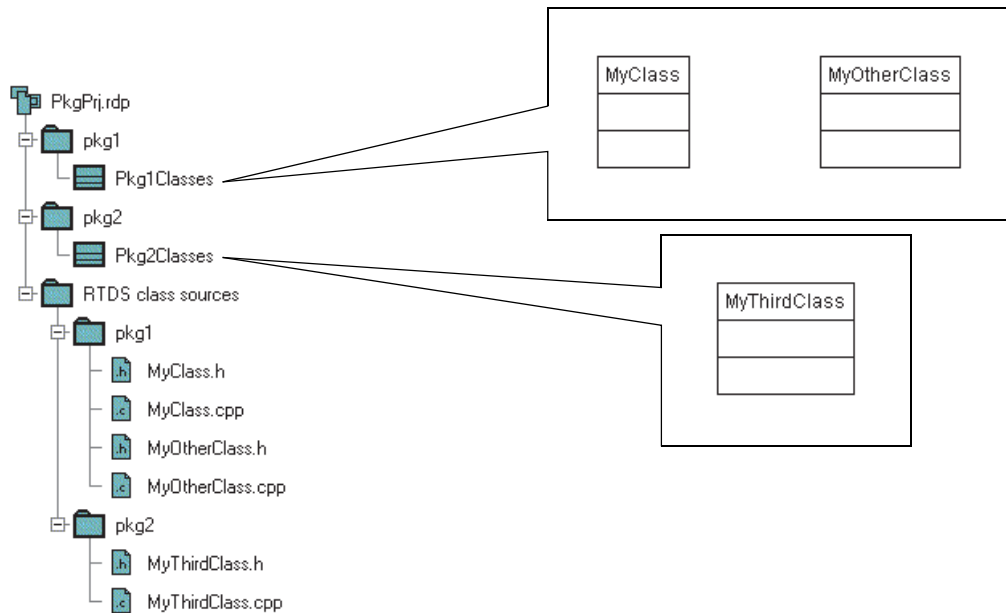 PkgPrj.rdp
pkg1
Pkg1Classes
pkg2
Pkg2Classes
RTDS class sources
pkg1
.h MyClass.h
.c MyClass.cpp
.h MyOtherClass.h
.c MyOtherClass.cpp
pkg2
.h MyThirdClass.h
.c MyThirdClass.cpp
MyClass
MyOtherClass
MyThirdClass